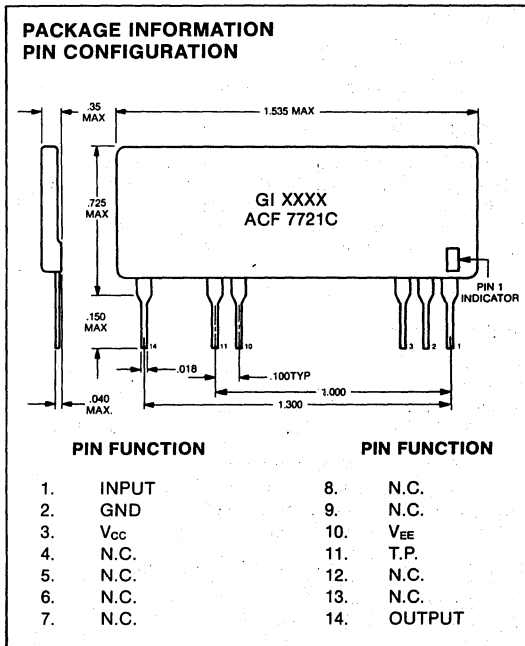 PACKAGE INFORMATION
PIN CONFIGURATION
.35
MAX
1.535 MAX
.725
MAX
GI XXXX
ACF 7721C
PIN 1
INDICATOR
.150
MAX
14
11
10
3
2
1
.018
.100TYP
1.000
.040
MAX.
1.300
PIN FUNCTION
1. INPUT
2. GND
3. VCC
4. N.C.
5. N.C.
6. N.C.
7. N.C.
PIN FUNCTION
8. N.C.
9. N.C.
10. VEE
11. T.P.
12. N.C.
13. N.C.
14. OUTPUT